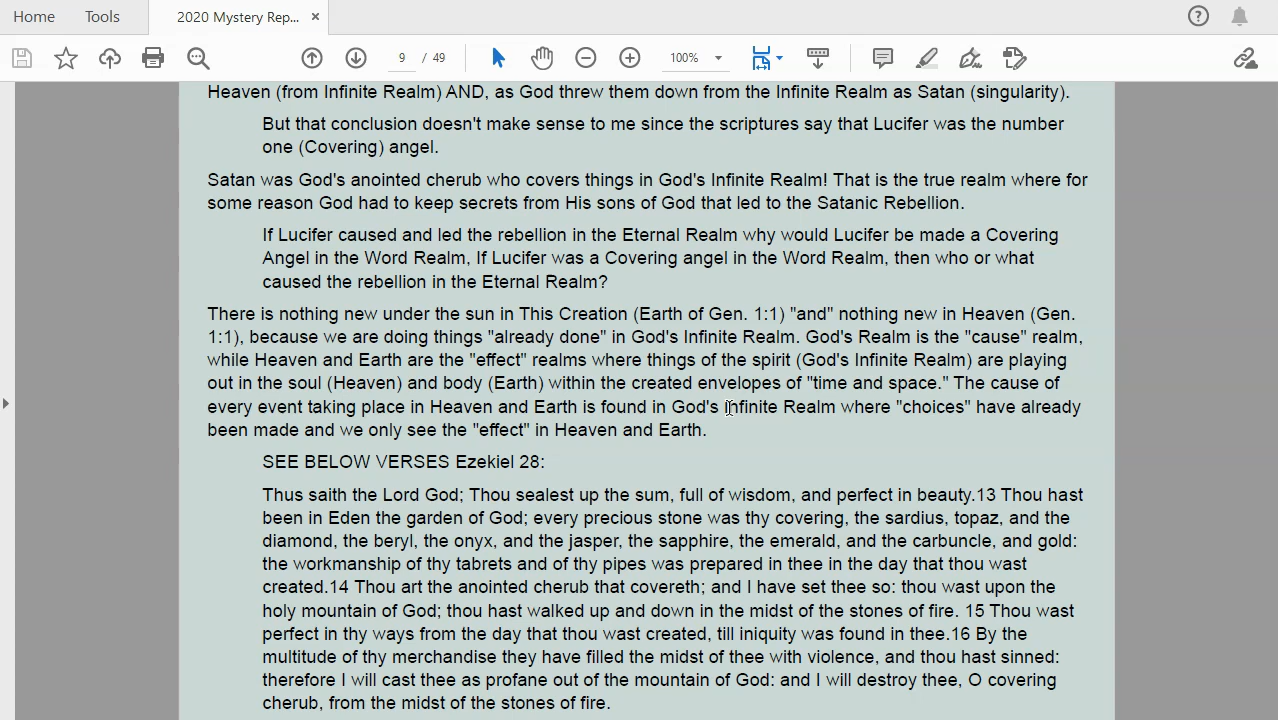 Home Tools 2020 Mystery Rep... ×
9 / 49 100%
Heaven (from Infinite Realm) AND, as God threw them down from the Infinite Realm as Satan (singularity).
But that conclusion doesn't make sense to me since the scriptures say that Lucifer was the number
one (Covering) angel.
Satan was God's anointed cherub who covers things in God's Infinite Realm! That is the true realm where for
some reason God had to keep secrets from His sons of God that led to the Satanic Rebellion.
If Lucifer caused and led the rebellion in the Eternal Realm why would Lucifer be made a Covering
Angel in the Word Realm, If Lucifer was a Covering angel in the Word Realm, then who or what
caused the rebellion in the Eternal Realm?
There is nothing new under the sun in This Creation (Earth of Gen. 1:1) "and" nothing new in Heaven (Gen.
1:1), because we are doing things "already done" in God's Infinite Realm. God's Realm is the "cause" realm,
while Heaven and Earth are the "effect" realms where things of the spirit (God's Infinite Realm) are playing
out in the soul (Heaven) and body (Earth) within the created envelopes of "time and space." The cause of
every event taking place in Heaven and Earth is found in God's Infinite Realm where "choices" have already
been made and we only see the "effect" in Heaven and Earth.
SEE BELOW VERSES Ezekiel 28:
Thus saith the Lord God; Thou sealest up the sum, full of wisdom, and perfect in beauty.13 Thou hast
been in Eden the garden of God; every precious stone was thy covering, the sardius, topaz, and the
diamond, the beryl, the onyx, and the jasper, the sapphire, the emerald, and the carbuncle, and gold:
the workmanship of thy tabrets and of thy pipes was prepared in thee in the day that thou wast
created.14 Thou art the anointed cherub that covereth; and I have set thee so: thou wast upon the
holy mountain of God; thou hast walked up and down in the midst of the stones of fire. 15 Thou wast
perfect in thy ways from the day that thou wast created, till iniquity was found in thee.16 By the
multitude of thy merchandise they have filled the midst of thee with violence, and thou hast sinned:
therefore I will cast thee as profane out of the mountain of God: and I will destroy thee, O covering
cherub, from the midst of the stones of fire.